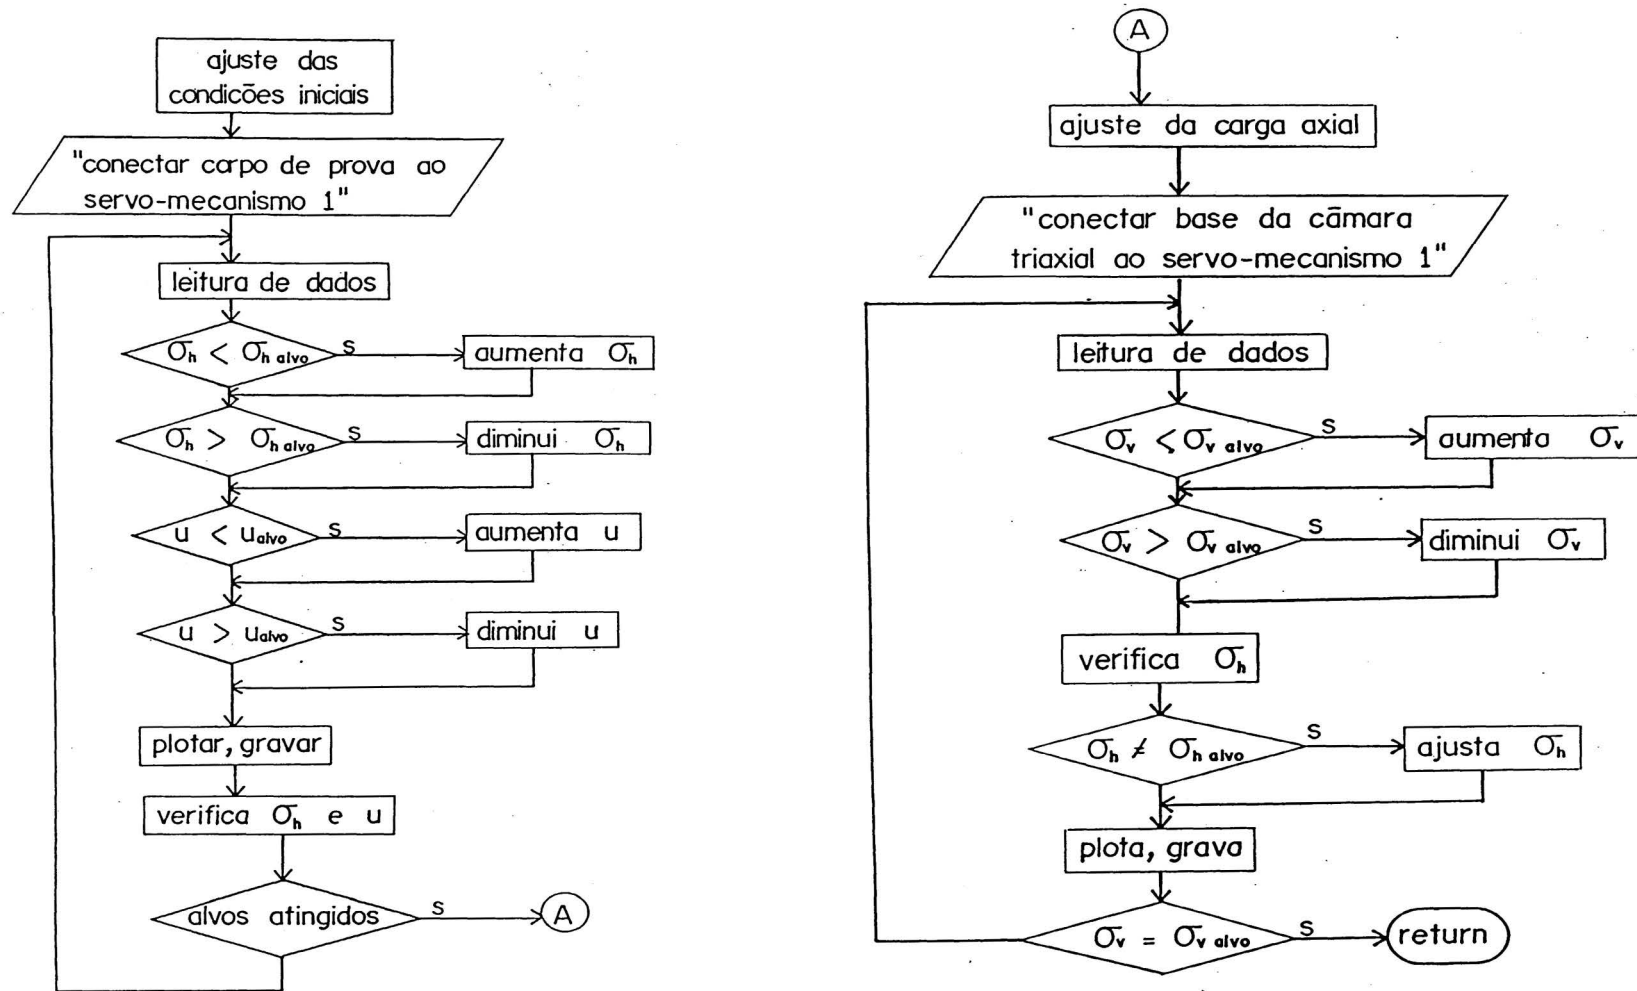 ajuste das
condicões iniciais
"conectar corpo de prova ao
servo-mecanismo 1"
leitura de dados
σh < σh alvo
s
aumenta σh
σh > σh alvo
s
diminui σh
u < ualvo
s
aumenta u
u > ualvo
s
diminui u
plotar, gravar
verifica σh e u
alvos atingidos
s
A
A
ajuste da carga axial
"conectar base da cāmara
triaxial ao servo-mecanismo 1"
leitura de dados
σv < σv alvo
s
aumenta σv
σv > σv alvo
s
diminui σv
verifica σh
σh ≠ σh alvo
s
ajusta σh
plota, grava
σv = σv alvo
s
return